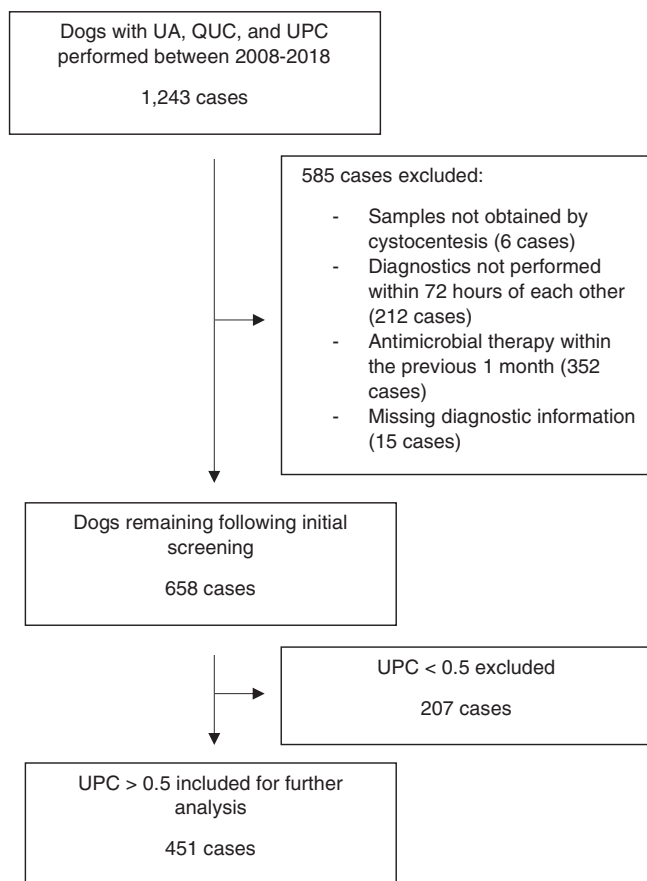 Dogs with UA, QUC, and UPC
performed between 2008-2018
1,243 cases
585 cases excluded:
- Samples not obtained by
cystocentesis (6 cases)
- Diagnostics not performed
within 72 hours of each other
(212 cases)
- Antimicrobial therapy within
the previous 1 month (352
cases)
- Missing diagnostic information
(15 cases)
Dogs remaining following initial
screening
658 cases
UPC < 0.5 excluded
207 cases
UPC > 0.5 included for further
analysis
451 cases